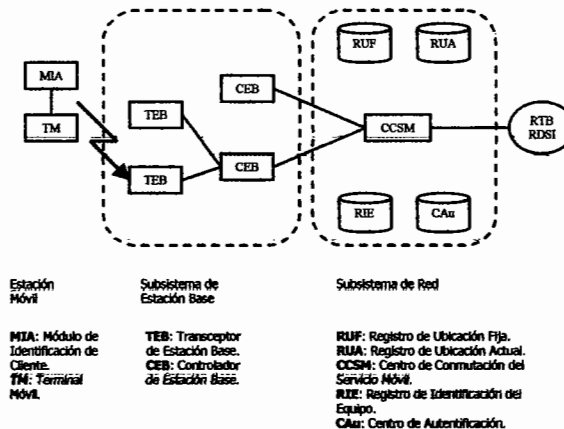 RUF
RUA
MIA
CEB
TM
TEB
CCSM
RTB
RDSI
CEB
TEB
RIE
CAu
Estación
Móvil
Subsistema de
Estación Base
Subsistema de Red
MIA: Módulo de
Identificación de
Cliente.
TM: Terminal
Móvil.
TEB: Transceptor
de Estación Base.
CEB: Controlador
de Estación Base.
RUF: Registro de Ubicación Fija.
RUA: Registro de Ubicación Actual.
CCSM: Centro de Conmutación del
Servicio Móvil.
RIE: Registro de Identificación del
Equipo.
CAu: Centro de Autentificación.